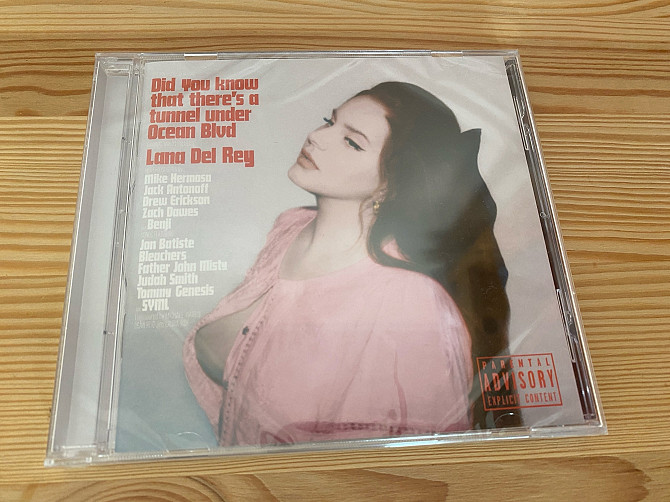 Did you know
that there's a
tunnel under
Ocean Blvd
Lana Del Rey
Mike Hermosa
Jack Antonoff
Drew Erickson
Zach Dawes
Benji
Jon Batiste
Bleachers
Father John Misty
Judah Smith
Tommy Genesis
SYML
PARENTAL
ADVISORY
EXPLICIT CONTENT